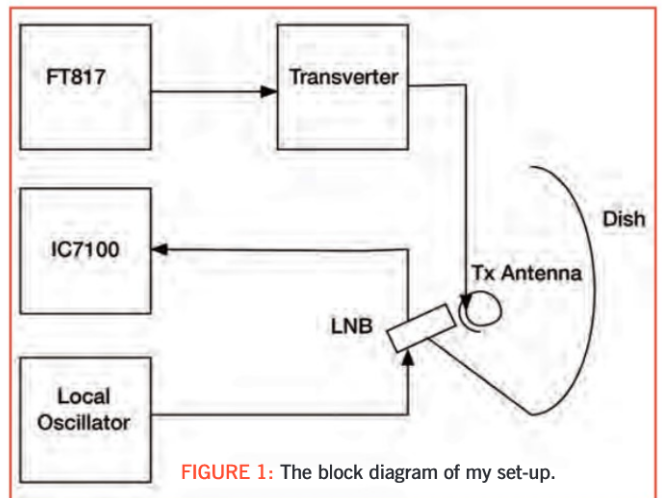 FT817
Transverter
Dish
IC7100
Tx Antenna
LNB
Local
Oscillator
FIGURE 1: The block diagram of my set-up.